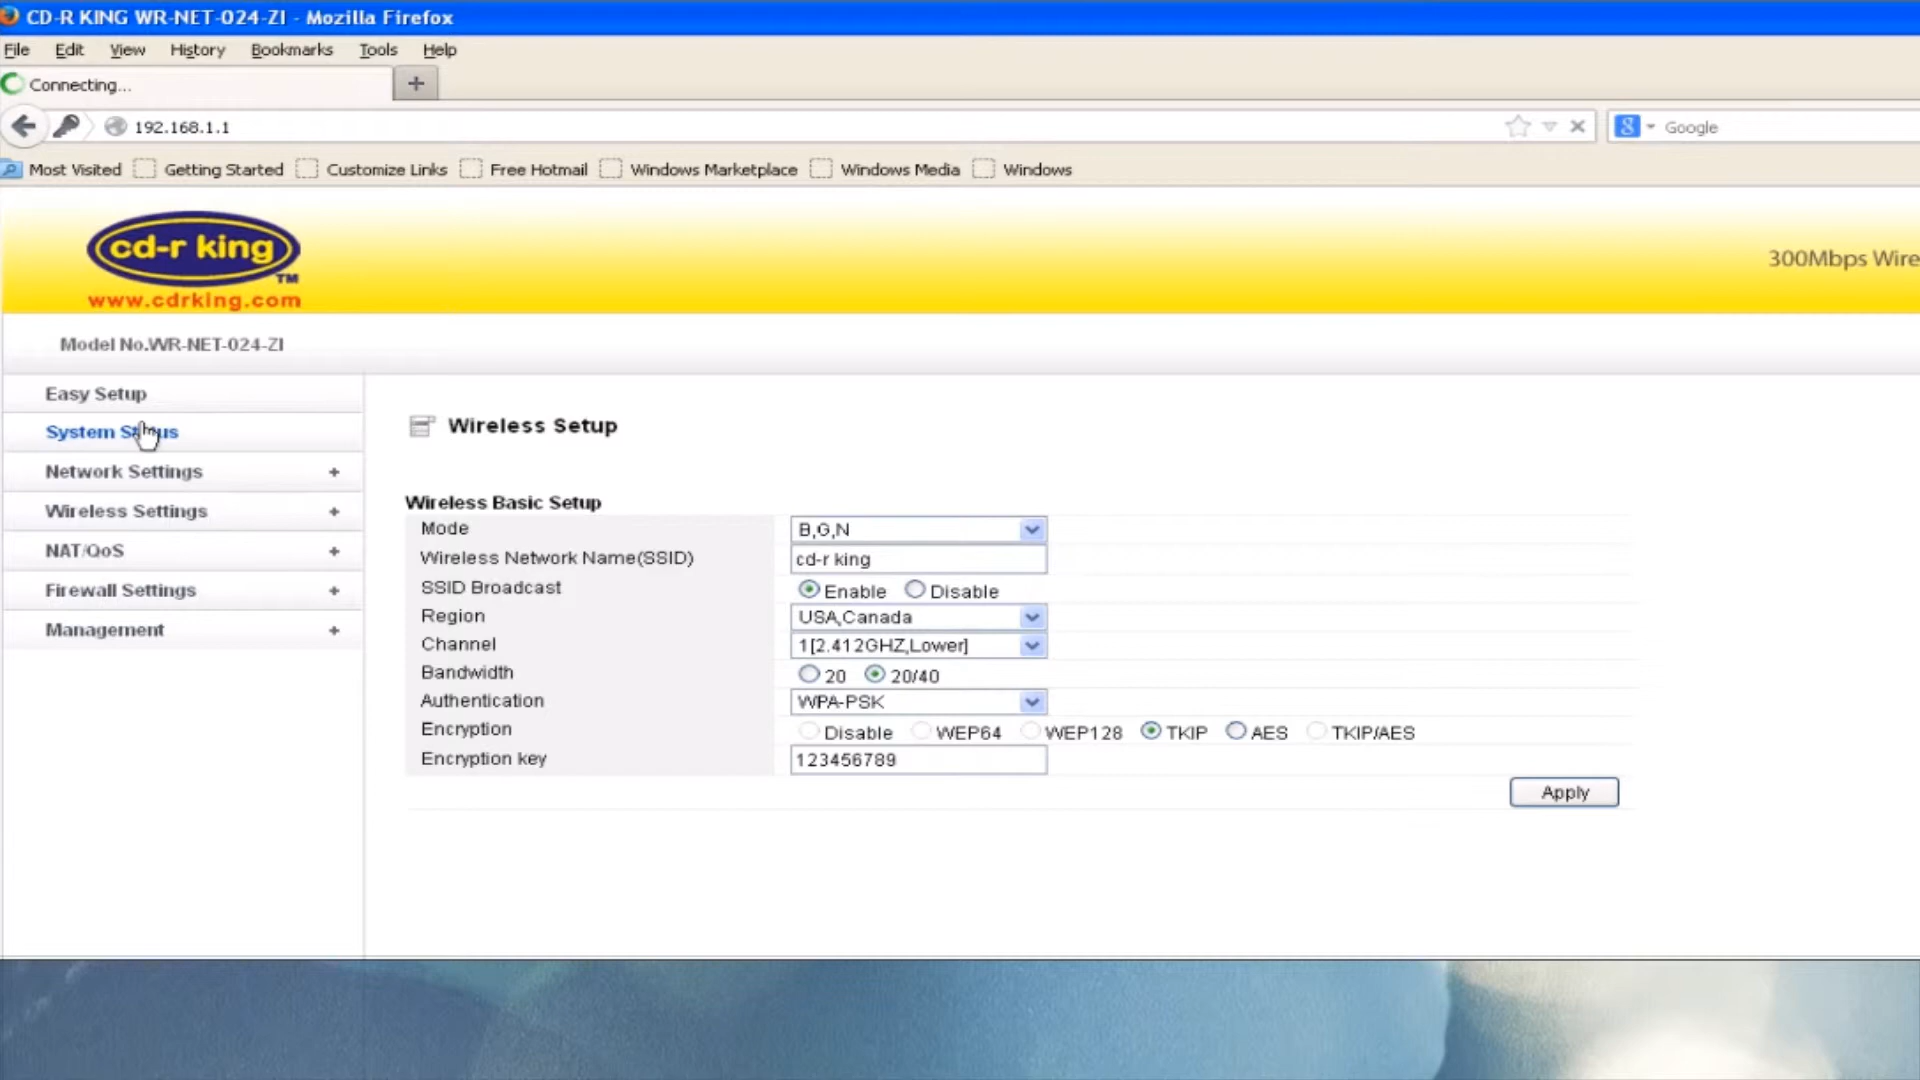 CD-R KING WR-NET-024-ZI - Mozilla Firefox
File Edit View History Bookmarks Tools Help
Connecting...
192.168.1.1
Google
Most Visited Getting Started Customize Links Free Hotmail Windows Marketplace Windows Media Windows
cd-r king TM
www.cdrking.com
300Mbps Wire
Model No.WR-NET-024-ZI
Easy Setup
System Status
Network Settings +
Wireless Settings +
NAT/QoS +
Firewall Settings +
Management +
Wireless Setup
Wireless Basic Setup
Mode B,G,N
Wireless Network Name(SSID) cd-r king
SSID Broadcast Enable Disable
Region USA,Canada
Channel 1[2.412GHZ,Lower]
Bandwidth 20 20/40
Authentication WPA-PSK
Encryption Disable WEP64 WEP128 TKIP AES TKIP/AES
Encryption key 123456789
Apply